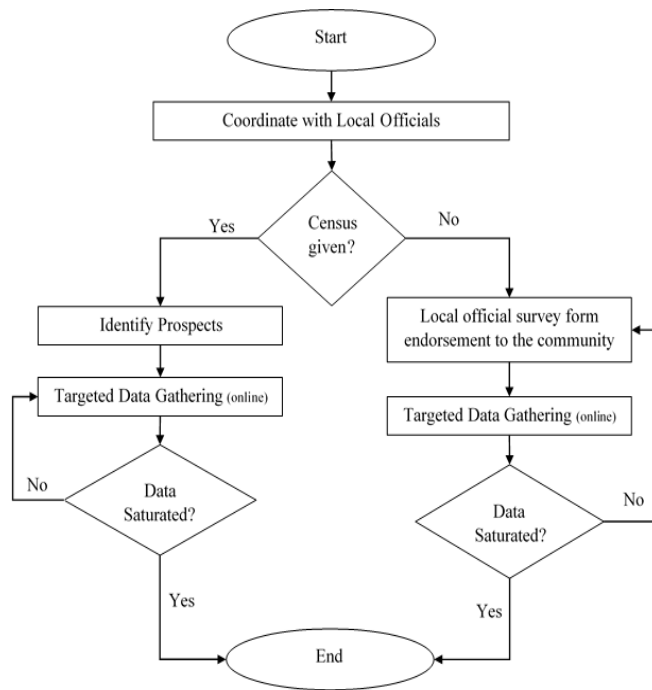 Start
Coordinate with Local Officials
Census
given?
Yes
No
Identify Prospects
Local official survey form
endorsement to the community
Targeted Data Gathering (online)
Targeted Data Gathering (online)
No
Data
Saturated?
Data
Saturated?
No
Yes
Yes
End